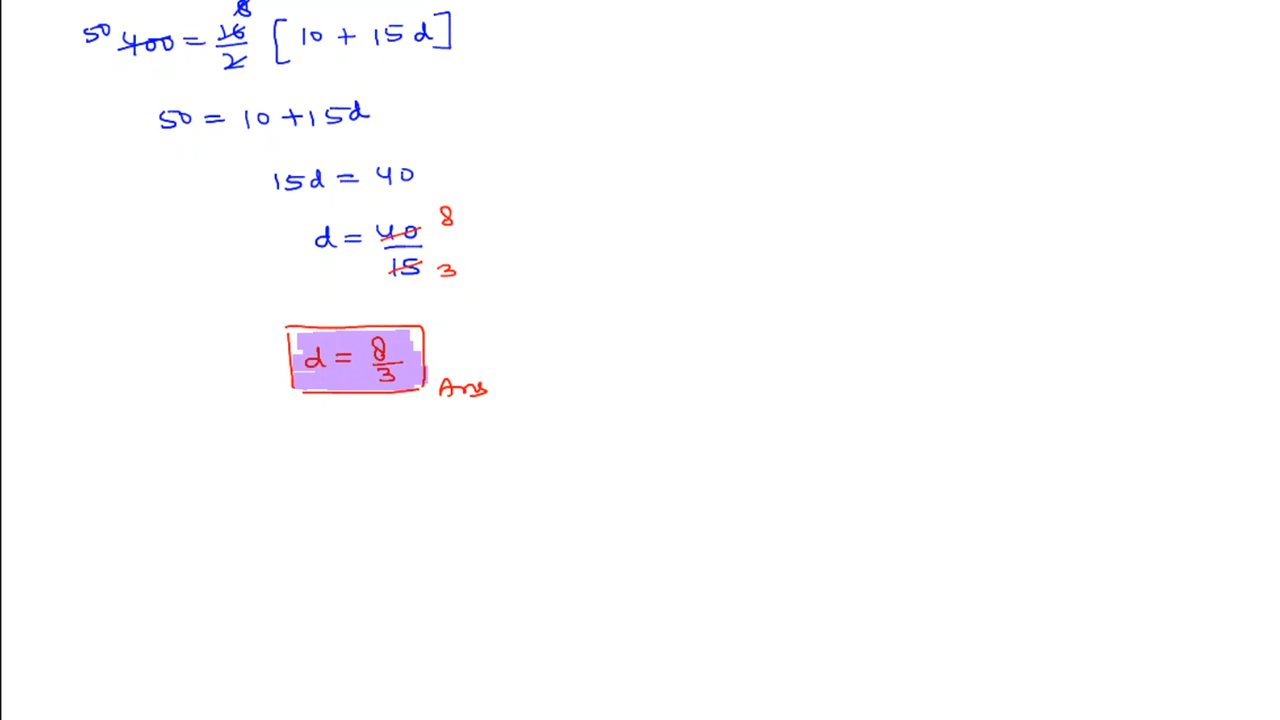 50 400 = 16/2 8 [10 + 15d]
50 = 10 + 15d
15d = 40
d = 40/15 8 3
d = 8/3
Ans